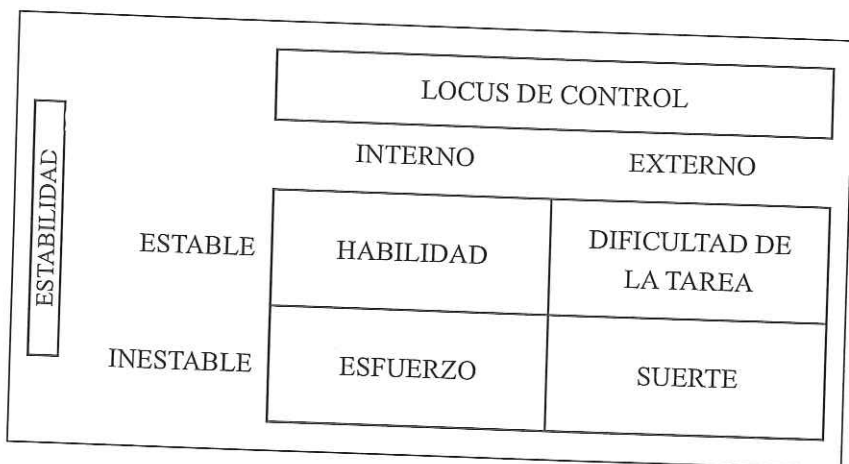 LOCUS DE CONTROL
INTERNO EXTERNO
ESTABILIDAD
ESTABLE HABILIDAD DIFICULTAD DE
LA TAREA
INESTABLE ESFUERZO SUERTE